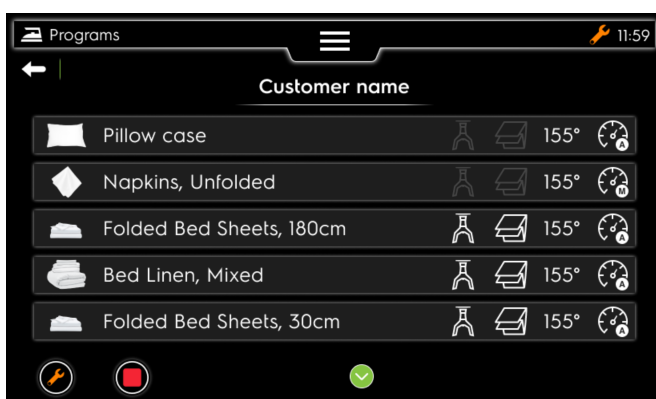 Programs 11:59
Customer name
Pillow case 155° A
Napkins, Unfolded 155° M
Folded Bed Sheets, 180cm 155° A
Bed Linen, Mixed 155° A
Folded Bed Sheets, 30cm 155° A